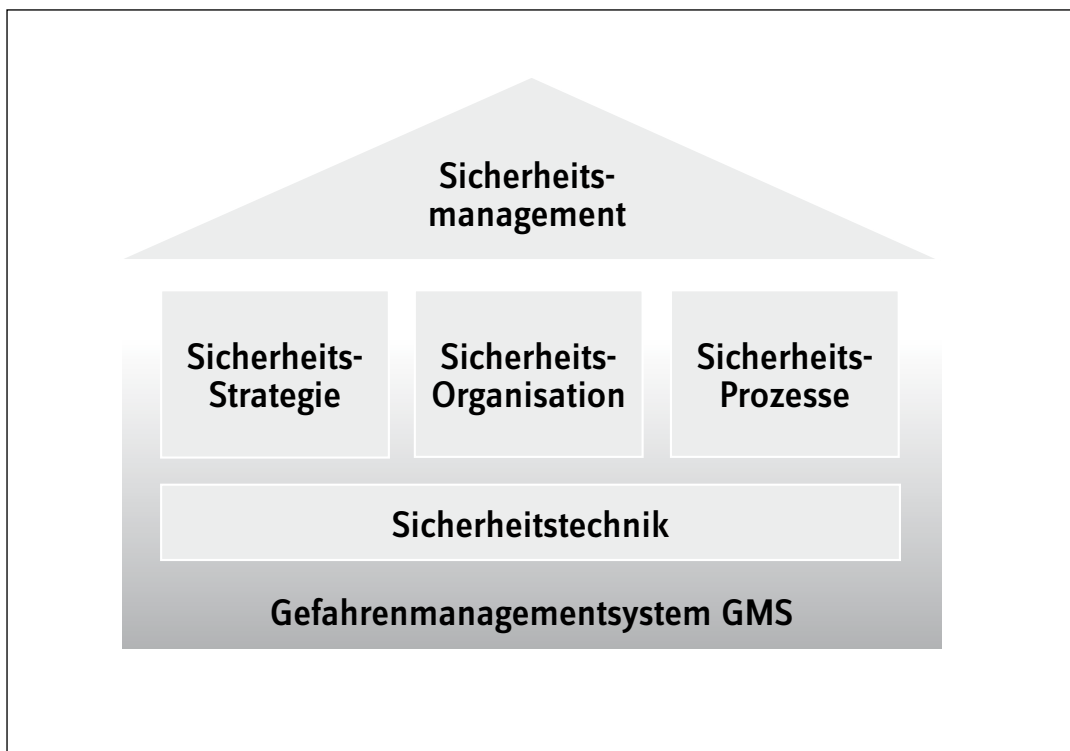 Sicherheits-
management
Sicherheits-
Strategie
Sicherheits-
Organisation
Sicherheits-
Prozesse
Sicherheitstechnik
Gefahrenmanagementsystem GMS